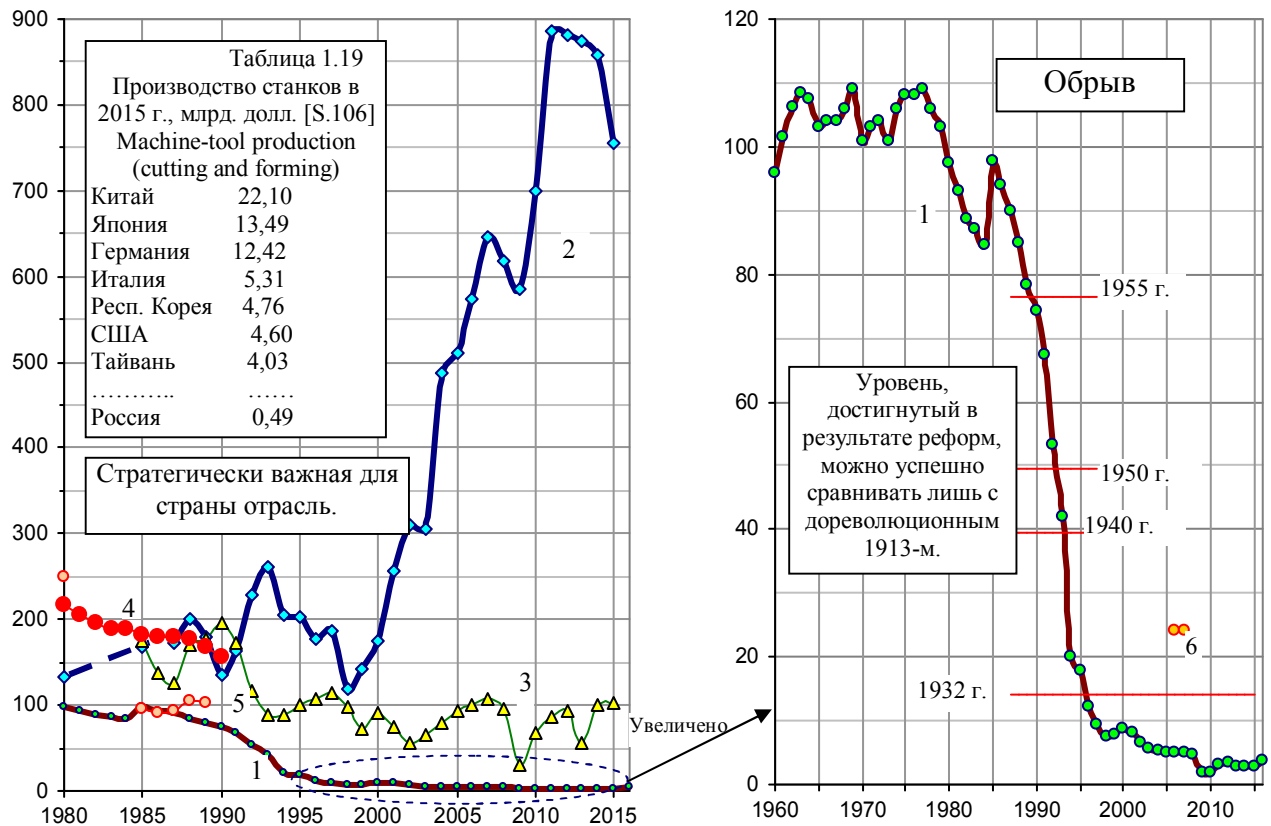 900
800
700
600
500
400
300
200
100
0
1980
1985
1990
1995
2000
2005
2010
2015
Таблица 1.19
Производство станков в
2015 г., млрд. долл. [S.106]
Machine-tool production
(cutting and forming)
Китай 22,10
Япония 13,49
Германия 12,42
Италия 5,31
Респ. Корея 4,76
США 4,60
Тайвань 4,03
……….. ……
Россия 0,49
Стратегически важная для
страны отрасль.
2
4
5
3
1
Увеличено
120
100
80
60
40
20
0
1960
1970
1980
1990
2000
2010
Обрыв
1
1955 г.
Уровень,
достигнутый в
результате реформ,
можно успешно
сравнивать лишь с
дореволюционным
1913-м.
1950 г.
1940 г.
6
1932 г.